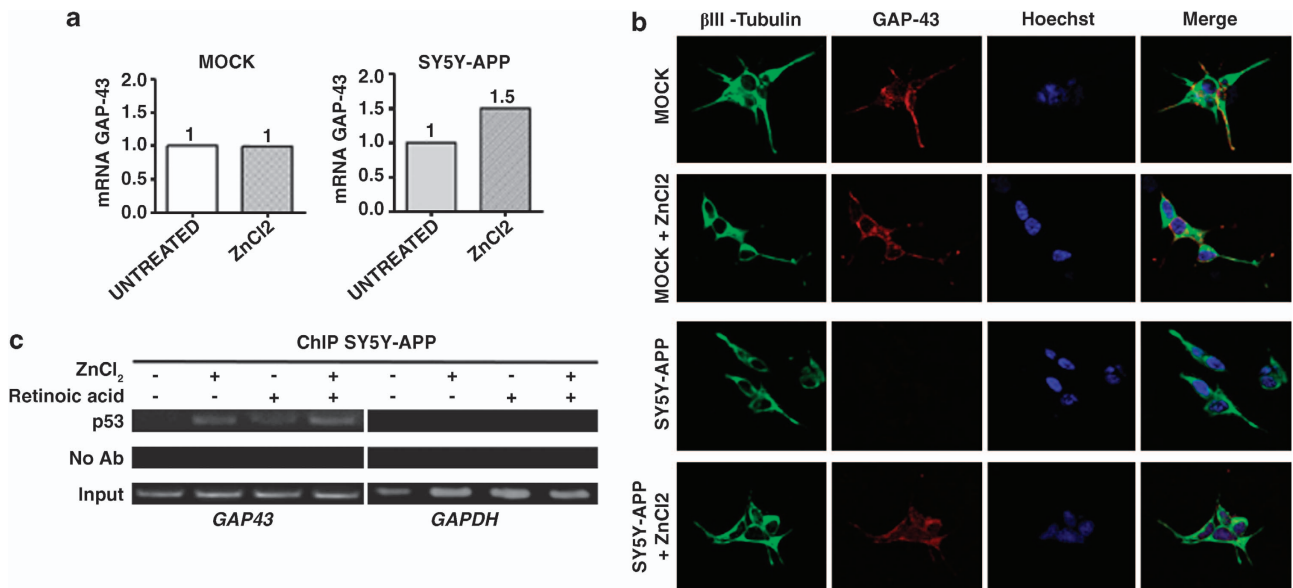 a
MOCK
mRNA GAP-43
2.0
1.5
1.0
0.5
0.0
1
1
UNTREATED
ZnCl2
SY5Y-APP
mRNA GAP-43
2.0
1.5
1.0
0.5
0.0
1
1.5
UNTREATED
ZnCl2
b
βIII -Tubulin GAP-43 Hoechst Merge
MOCK
MOCK + ZnCl2
SY5Y-APP
SY5Y-APP
+ ZnCl2
c
ChIP SY5Y-APP
ZnCl₂ - + - + - + - +
Retinoic acid - - + + - - + +
p53
No Ab
Input
GAP43 GAPDH